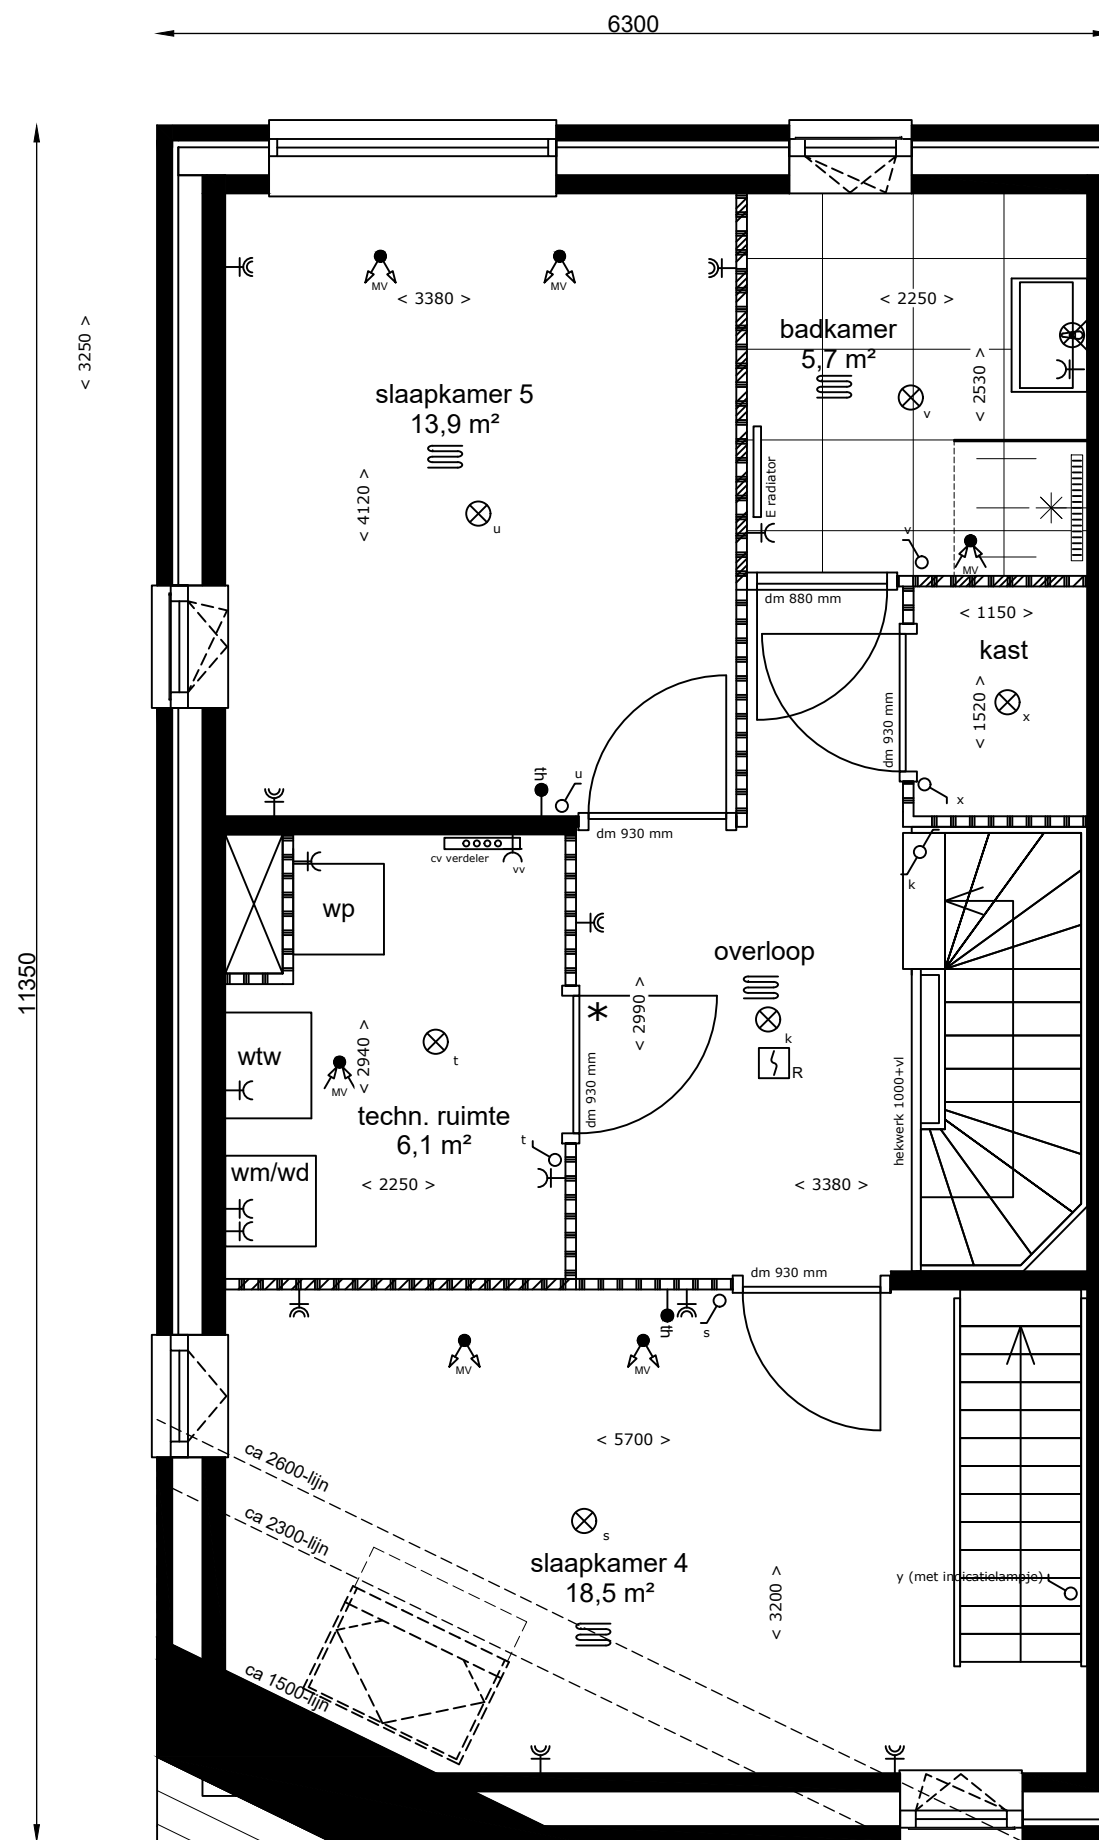 6300
MV
MV
< 3380 >
< 2250 >
< 3250 >
badkamer
5,7 m²
< 2530 >
slaapkamer 5
13,9 m²
v
< 4120 >
E radiator
u
v
MV
dm 880 mm
< 1150 >
kast
< 1520 >
x
dm 930 mm
th
u
x
dm 930 mm
cv verdeler
vv
k
wp
overloop
11350
< 2990 >
*
k
R
wtw
< 2940 >
t
MV
dm 930 mm
hekwerk 1000+vl
techn. ruimte
6,1 m²
t
wm/wd
< 2250 >
< 3380 >
dm 930 mm
th
s
MV
MV
< 5700 >
ca 2600-lijn
ca 2300-lijn
s
slaapkamer 4
18,5 m²
< 3200 >
y (met indicatielampje)
ca 1500-lijn